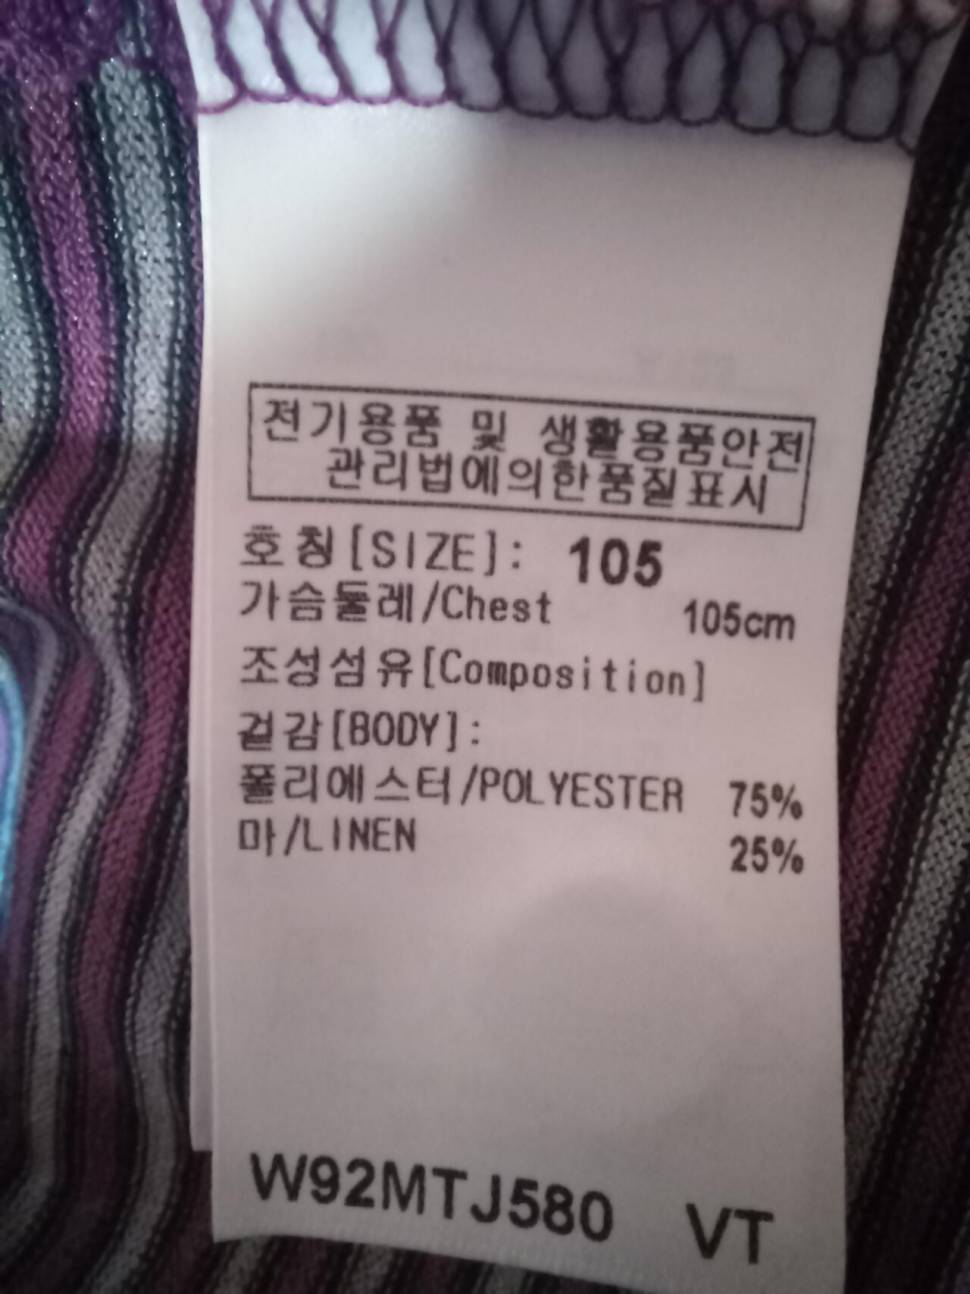 전기용품 및 생활용품안전
관리법에의한품질표시
호칭[SIZE]: 105
가슴둘레/Chest 105cm
조성섬유[Composition]
겉감[BODY]:
폴리에스터/POLYESTER 75%
마/LINEN 25%
W92MTJ580 VT